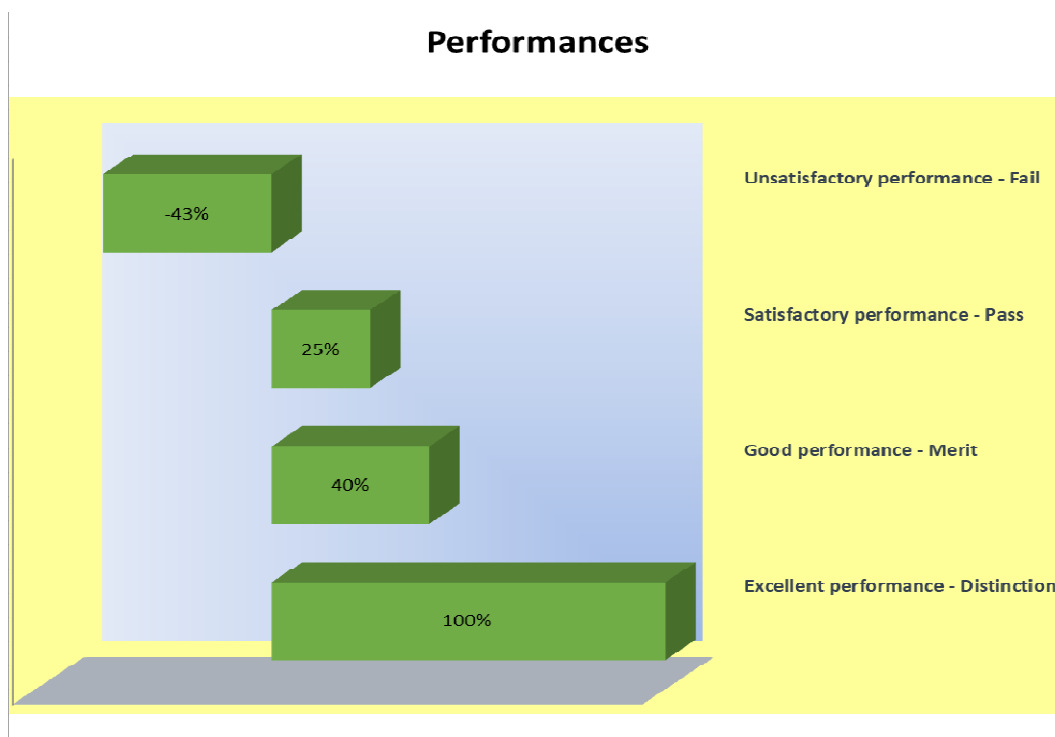 Performances
-43%
Unsatisfactory performance - Fail
25%
Satisfactory performance - Pass
40%
Good performance - Merit
100%
Excellent performance - Distinction